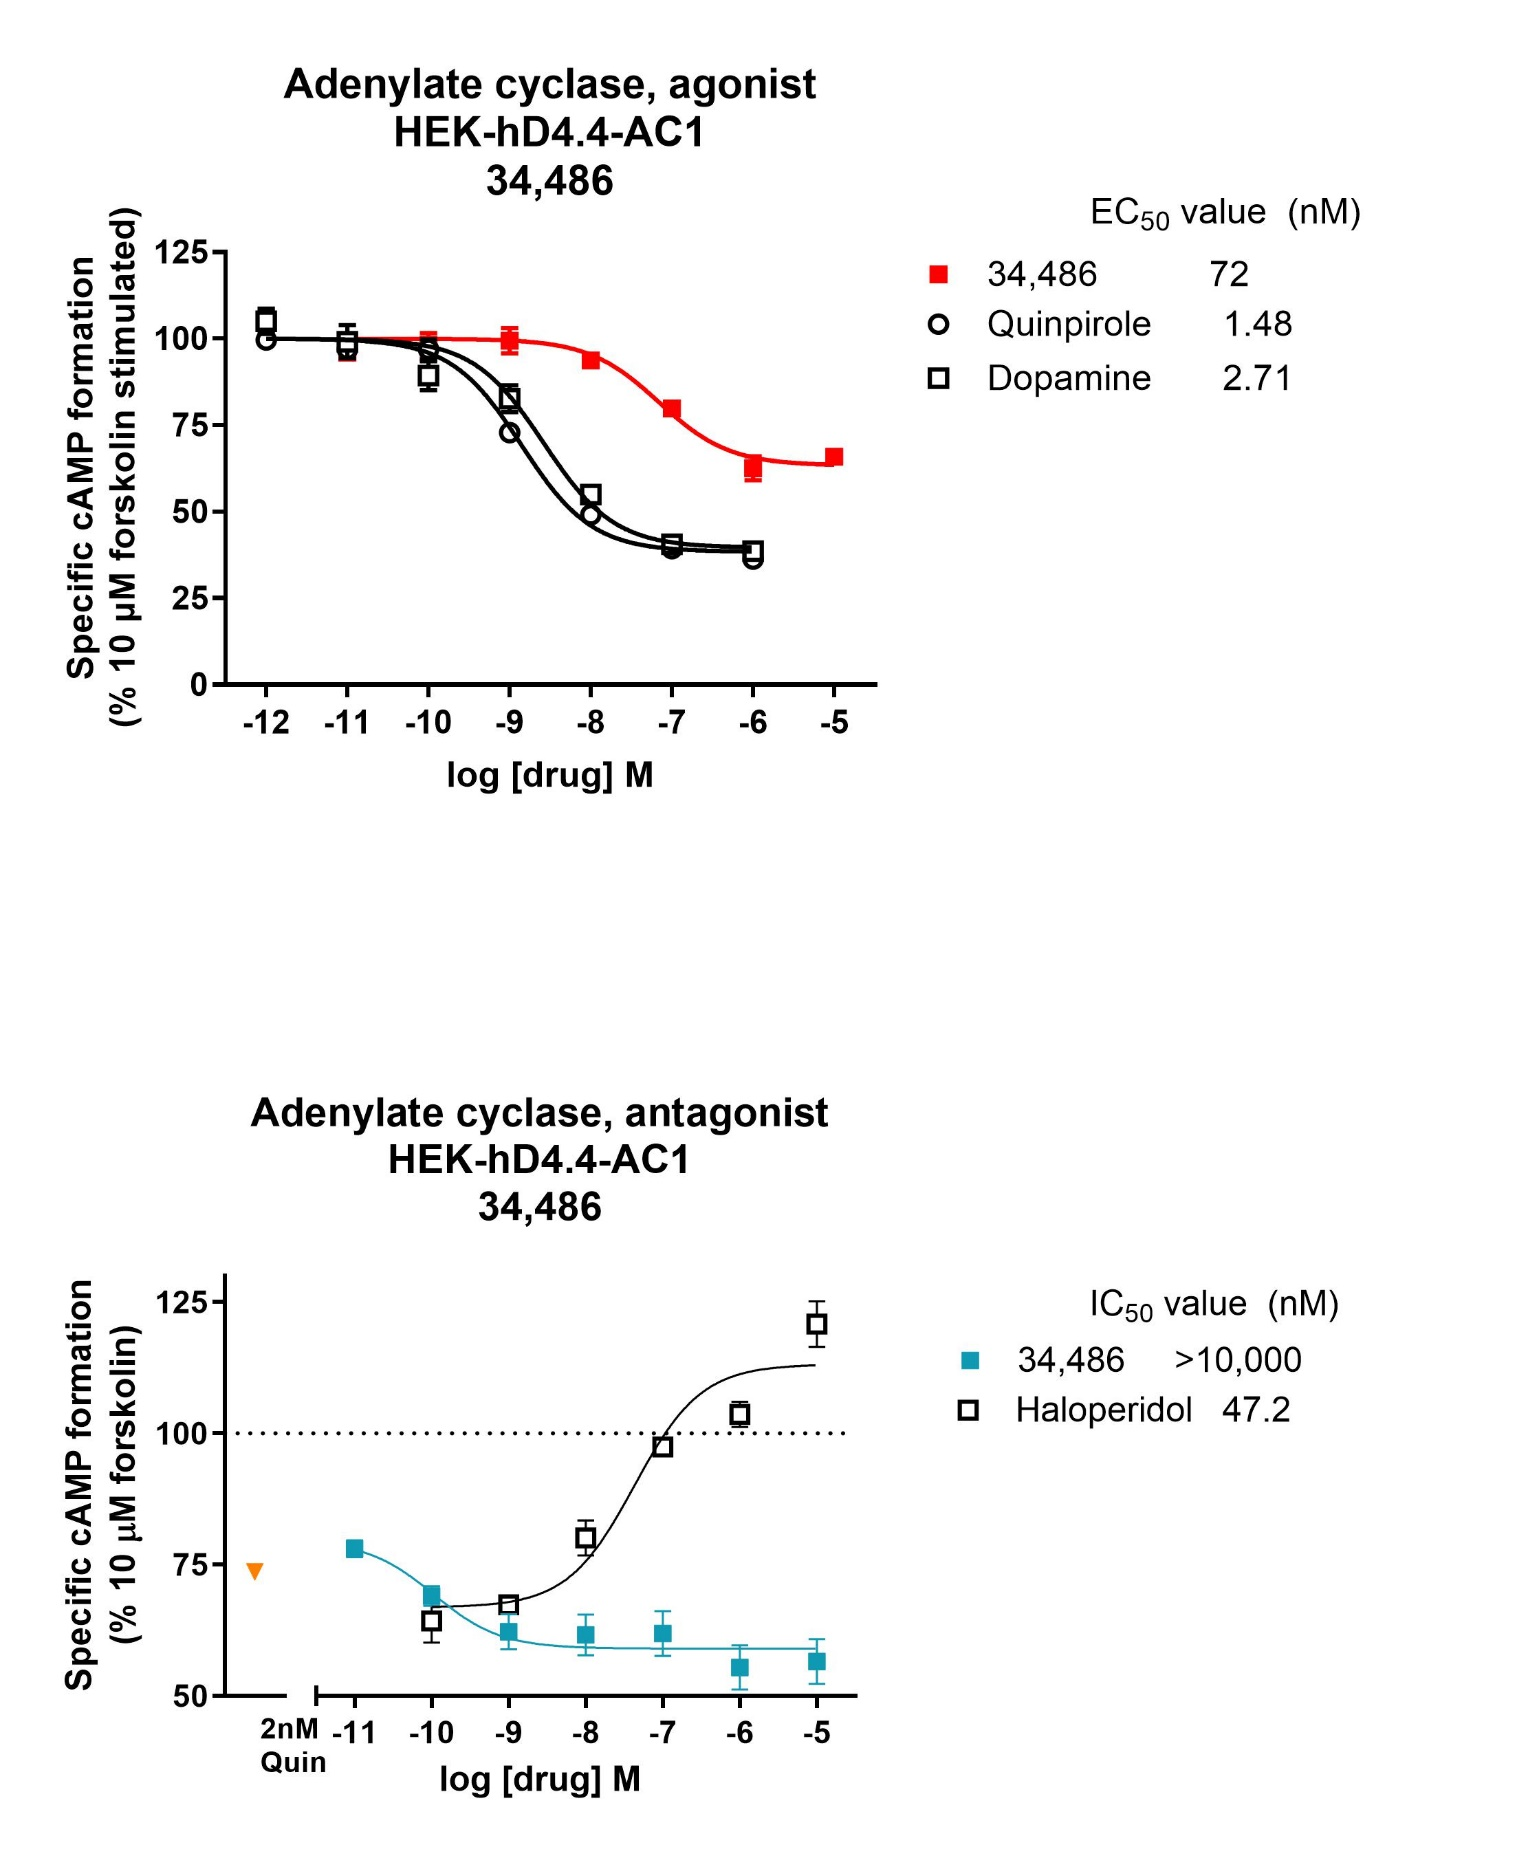 Adenylate cyclase, agonist
HEK-hD4.4-AC1
34,486
Specific cAMP formation
(% 10 µM forskolin stimulated)
125
100
75
50
25
0
-12 -11 -10 -9 -8 -7 -6 -5
log [drug] M
EC50 value (nM)
34,486 72
Quinpirole 1.48
Dopamine 2.71
Adenylate cyclase, antagonist
HEK-hD4.4-AC1
34,486
Specific cAMP formation
(% 10 µM forskolin)
125
100
75
50
2nM
Quin
-11 -10 -9 -8 -7 -6 -5
log [drug] M
IC50 value (nM)
34,486 >10,000
Haloperidol 47.2